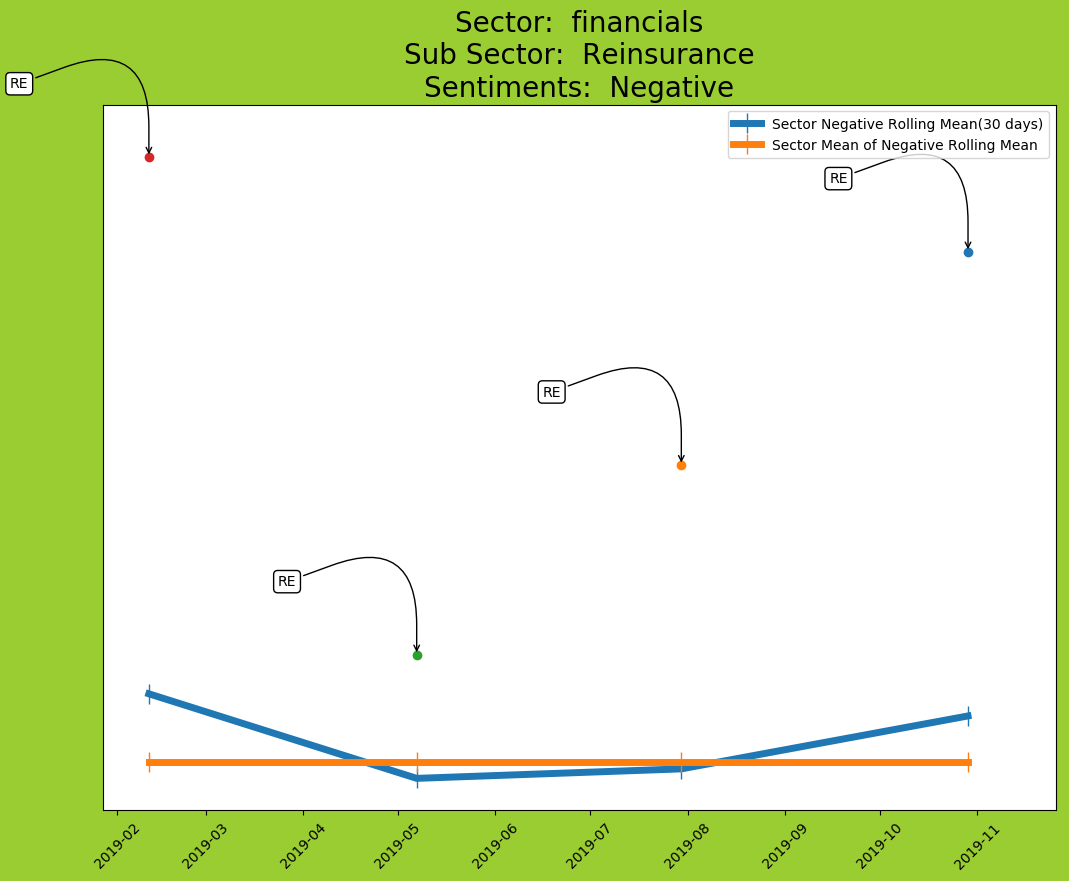 Sector:  financials
Sub Sector:  Reinsurance
Sentiments:  Negative
RE
Sector Negative Rolling Mean(30 days)
Sector Mean of Negative Rolling Mean
RE
RE
RE
2019-02
2019-03
2019-04
2019-05
2019-06
2019-07
2019-08
2019-09
2019-10
2019-11